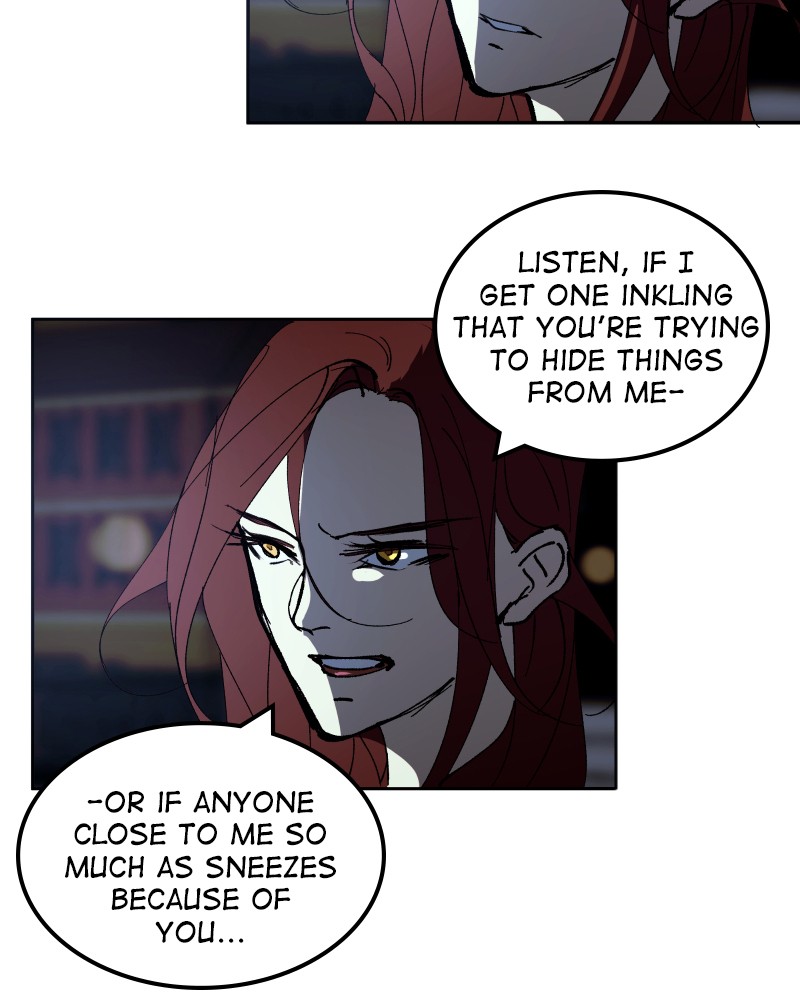 LISTEN, IF I
GET ONE INKLING
THAT YOU'RE TRYING
TO HIDE THINGS
FROM ME-
-OR IF ANYONE
CLOSE TO ME SO
MUCH AS SNEEZES
BECAUSE OF
YOU...